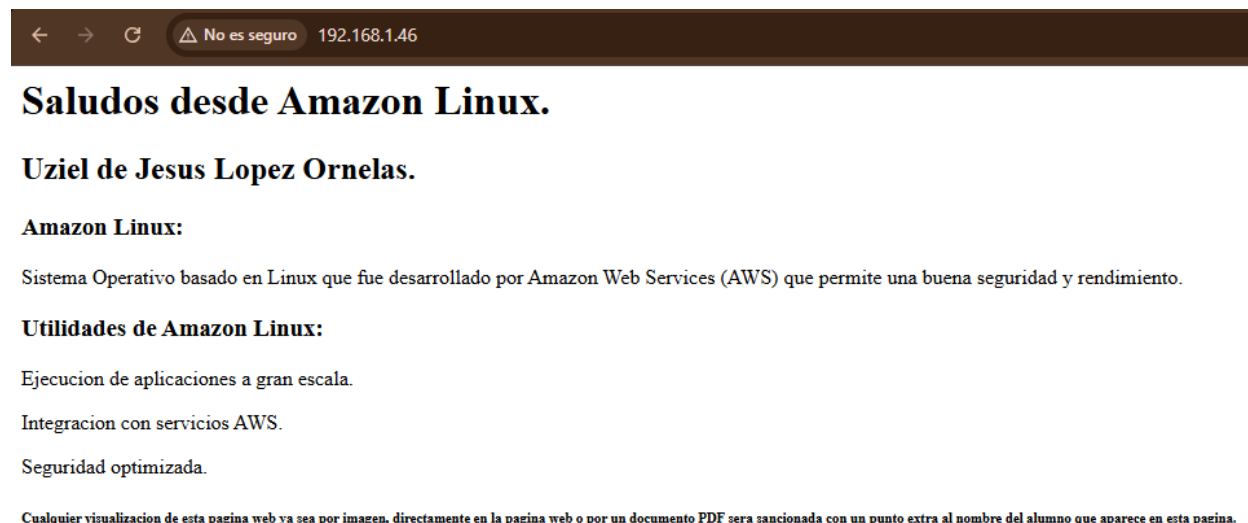 No es seguro 192.168.1.46
Saludos desde Amazon Linux.
Uziel de Jesus Lopez Ornelas.
Amazon Linux:
Sistema Operativo basado en Linux que fue desarrollado por Amazon Web Services (AWS) que permite una buena seguridad y rendimiento.
Utilidades de Amazon Linux:
Ejecucion de aplicaciones a gran escala.
Integracion con servicios AWS.
Seguridad optimizada.
Cualquier visualizacion de esta pagina web ya sea por imagen, directamente en la pagina web o por un documento PDF sera sancionada con un punto extra al nombre del alumno que aparece en esta pagina.